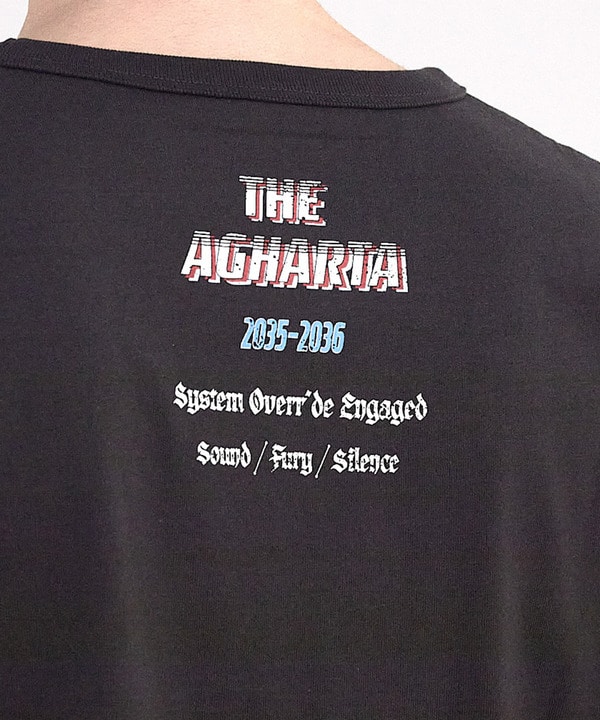 THE
AGHARTA
2035-2036
System Overr'de Engaged
Sound / Fury / Silence